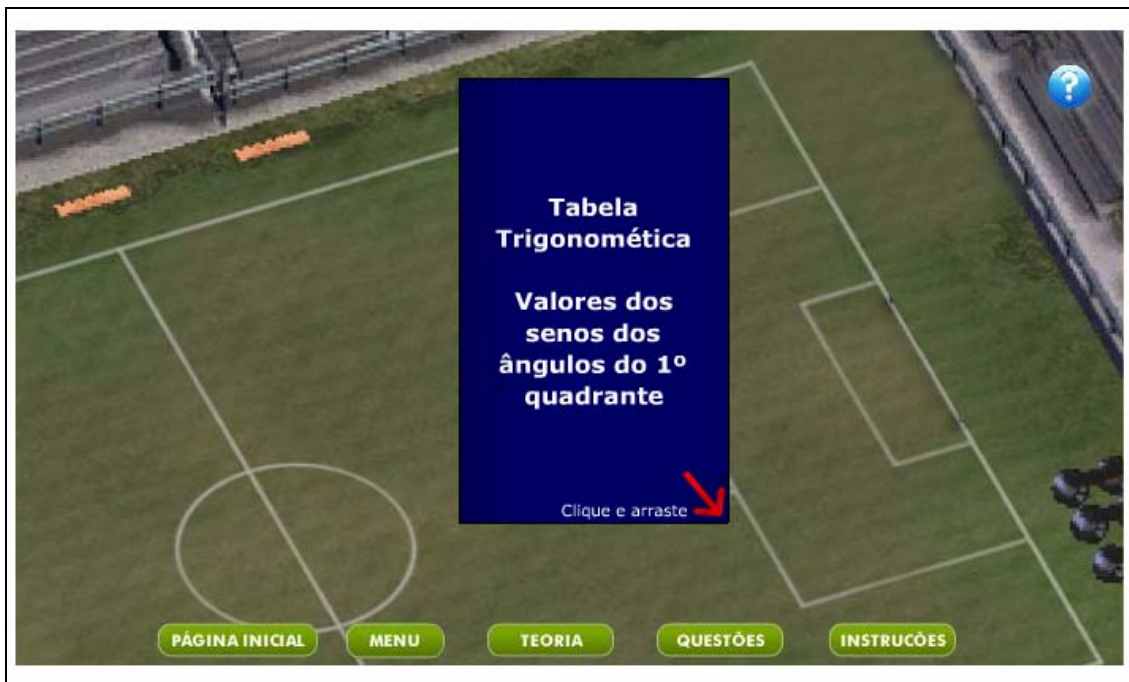 ?
Tabela
Trigonomética
Valores dos
senos dos
ângulos do 1º
quadrante
Clique e arraste
PÁGINA INICIAL MENU TEORIA QUESTÕES INSTRUCÕES